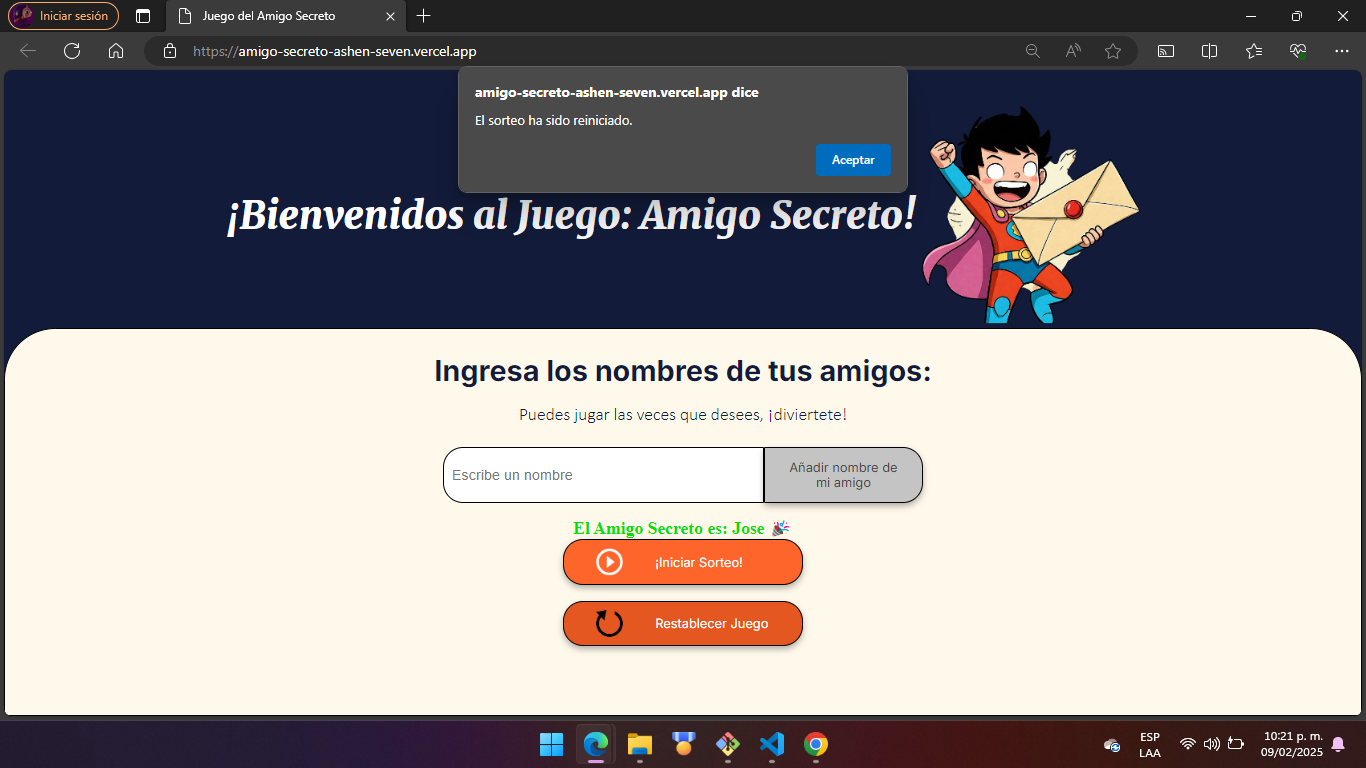 Iniciar sesión
Juego del Amigo Secreto
https://amigo-secreto-ashen-seven.vercel.app
amigo-secreto-ashen-seven.vercel.app dice
El sorteo ha sido reiniciado.
Aceptar
¡Bienvenidos al Juego: Amigo Secreto!
Ingresa los nombres de tus amigos:
Puedes jugar las veces que desees, ¡diviertete!
Escribe un nombre
Añadir nombre de
mi amigo
El Amigo Secreto es: Jose 🎉
¡Iniciar Sorteo!
Restablecer Juego
ESP
LAA
10:21 p. m.
09/02/2025